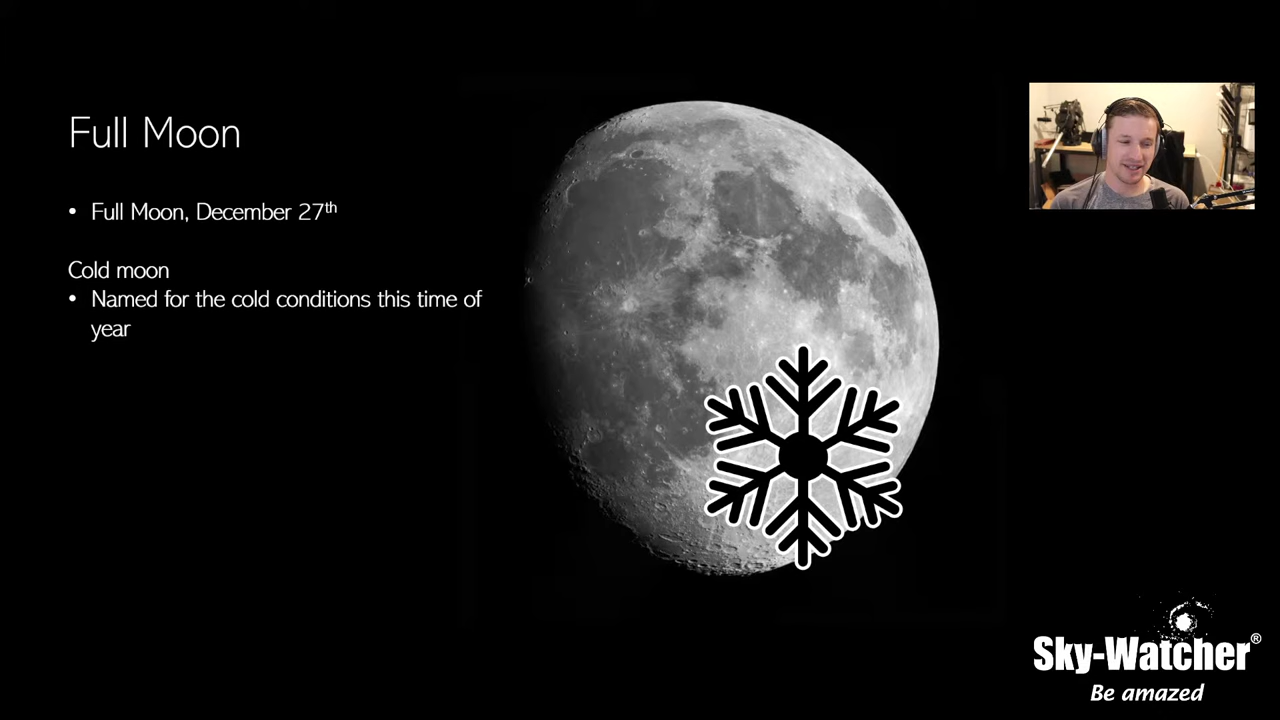 Full Moon
• Full Moon, December 27th
Cold moon
• Named for the cold conditions this time of
year
Sky-Watcher®
Be amazed